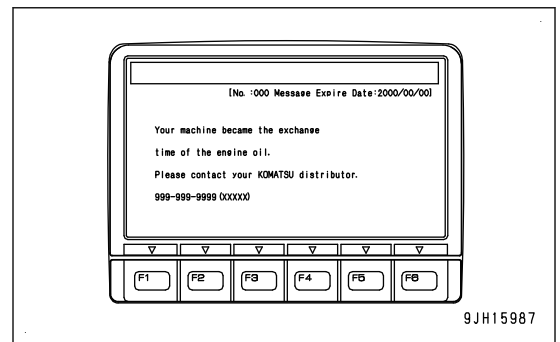 [No. :000 Message Expire Date:2000/00/00]
Your machine became the exchange
time of the engine oil.
Please contact your KOMATSU distributor.
999-999-9999 (XXXXX)
F1 F2 F3 F4 F5 F6
9JH15987